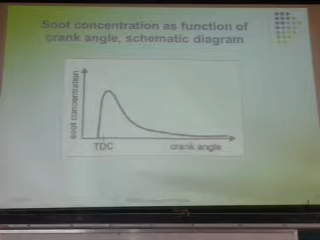 Soot concentration as function of
crank angle, schematic diagram
soot concentration
TDC
crank angle